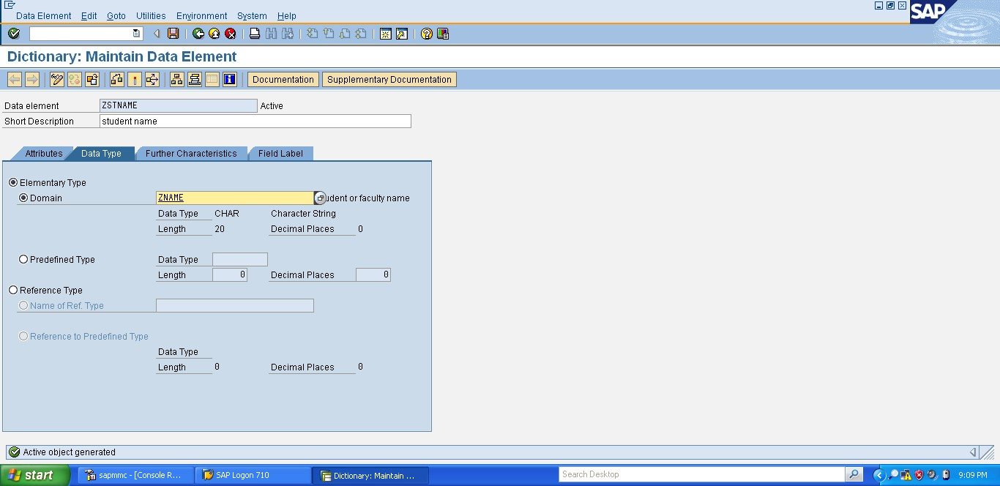 Data Element Edit Goto Utilities Environment System Help
SAP
Dictionary: Maintain Data Element
Documentation Supplementary Documentation
Data element ZSTNAME Active
Short Description student name
Attributes Data Type Further Characteristics Field Label
Elementary Type
Domain ZNAME udent or faculty name
Data Type CHAR Character String
Length 20 Decimal Places 0
Predefined Type Data Type
Length 0 Decimal Places 0
Reference Type
Name of Ref. Type
Reference to Predefined Type
Data Type
Length 0 Decimal Places 0
Active object generated
start sapmmc - [Console R... SAP Logon 710 Dictionary: Maintain ... Search Desktop 9:09 PM